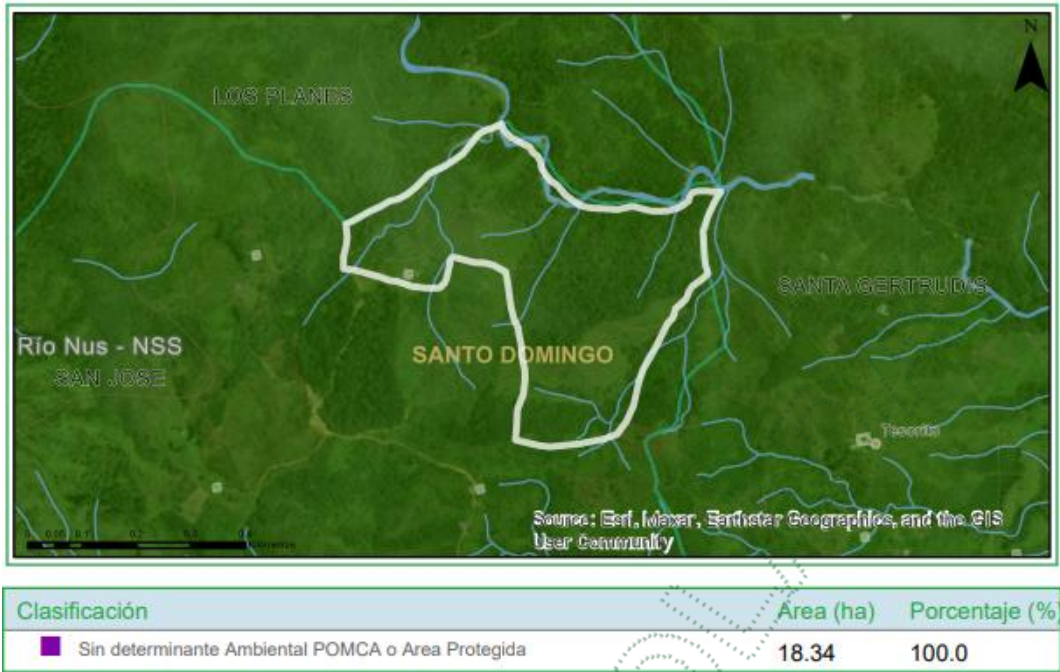 N
LOS PLANES
SANTA GERTRUDIS
Río Nus - NSS
SANTO DOMINGO
SAN JOSE
Tesorito
Source: Esri, Maxar, Earthstar Geographics, and the GIS
User Community
Clasificación Área (ha) Porcentaje (%)
Sin determinante Ambiental POMCA o Area Protegida 18.34 100.0